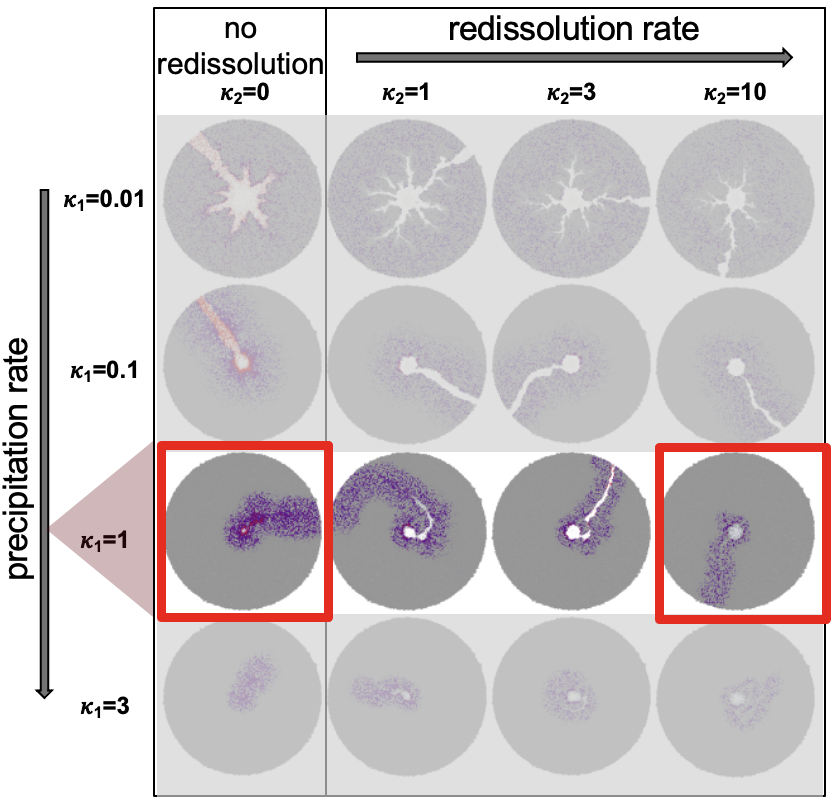 no redissolution
redissolution rate
κ₂=0
κ₂=1
κ₂=3
κ₂=10
κ₁=0.01
κ₁=0.1
κ₁=1
κ₁=3
precipitation rate